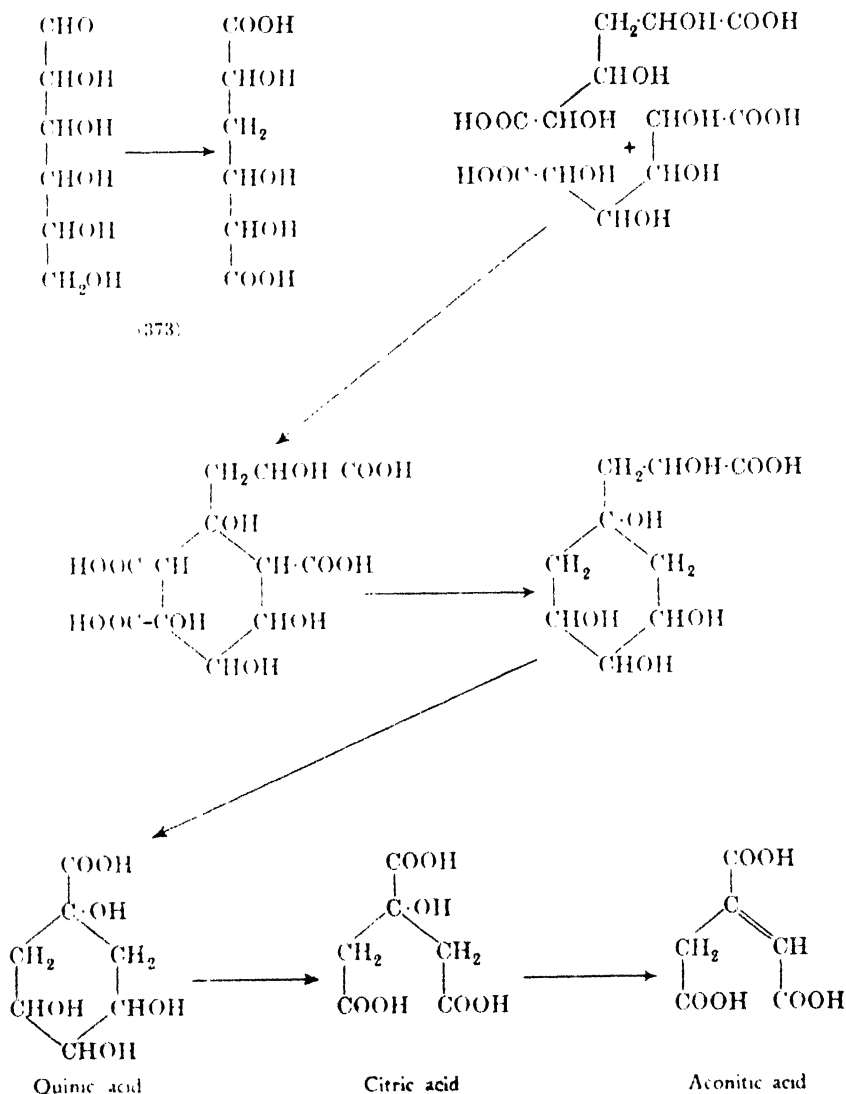 CHO COOH CH₂·CHOH·COOH
CHOH CHOH CHOH
CHOH CH₂ HOOC·CHOH CHOH·COOH
+
CHOH CHOH HOOC·CHOH CHOH
CHOH CHOH CHOH
CH₂OH COOH
(373)
CH₂CHOH COOH CH₂·CHOH·COOH
COH C·OH
HOOC CH CH·COOH CH₂ CH₂
HOOC-COH CHOH CHOH CHOH
CHOH CHOH
COOH COOH COOH
C·OH C·OH C
CH₂ CH₂ CH₂ CH₂ CH₂ CH
CHOH CHOH COOH COOH COOH COOH
CHOH
Quinic acid Citric acid Aconitic acid